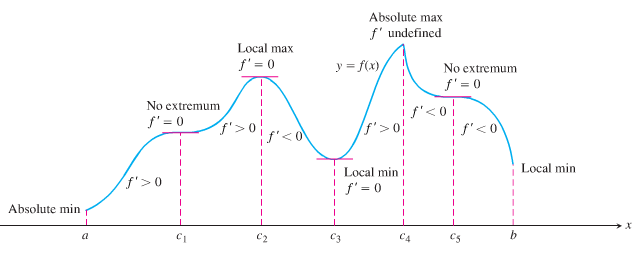 Absolute max
f′ undefined
Local max
f′ = 0
y = f(x)
No extremum
f′ = 0
No extremum
f′ = 0
f′ > 0
f′ < 0
f′ > 0
f′ < 0
f′ < 0
Local min
f′ = 0
Local min
f′ > 0
Absolute min
x
a
c₁
c₂
c₃
c₄
c₅
b